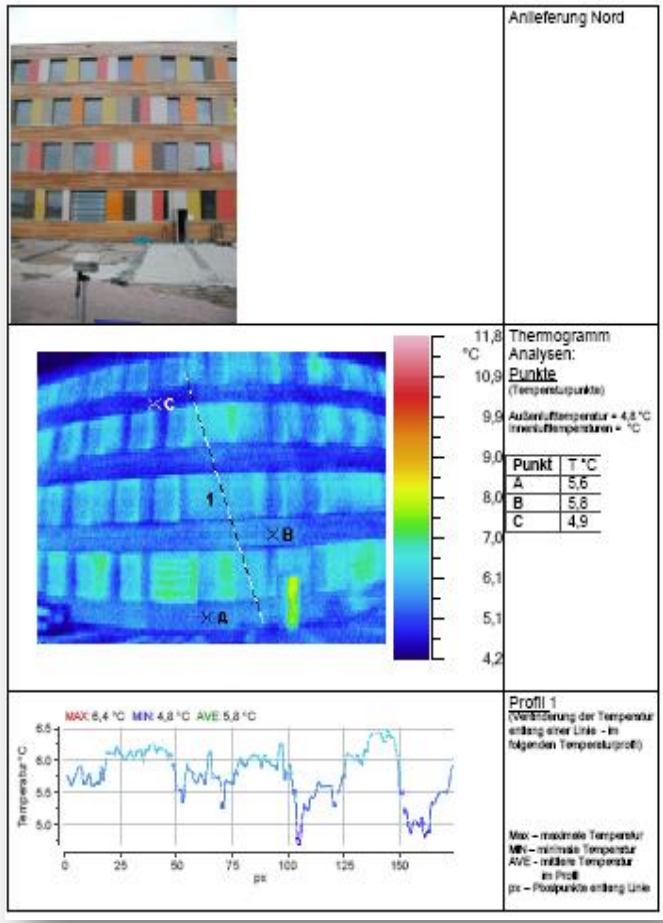 Anlieferung Nord
11,8
°C
10,9
9,9
9,0
8,0
7,0
6,1
5,1
4,2
C
1
B
A
Thermogramm
Analysen:
Punkte
(Temperaturpunkte)
Außenlufttemperatur = 4,8 °C
Innenlufttemperaturen = °C
Punkt T °C
A 5,6
B 5,8
C 4,9
MAX: 6,4 °C MIN: 4,8 °C AVE: 5,8 °C
Temperatur °C
6.5
6.0
5.5
5.0
0 25 50 75 100 125 150
px
Profil 1
(Veränderung der Temperatur
entlang einer Linie - im
folgenden Temperaturprofil)
Max – maximale Temperatur
MIN – minimale Temperatur
AVE – mittlere Temperatur
im Profil
px – Pixelpunkte entlang Linie